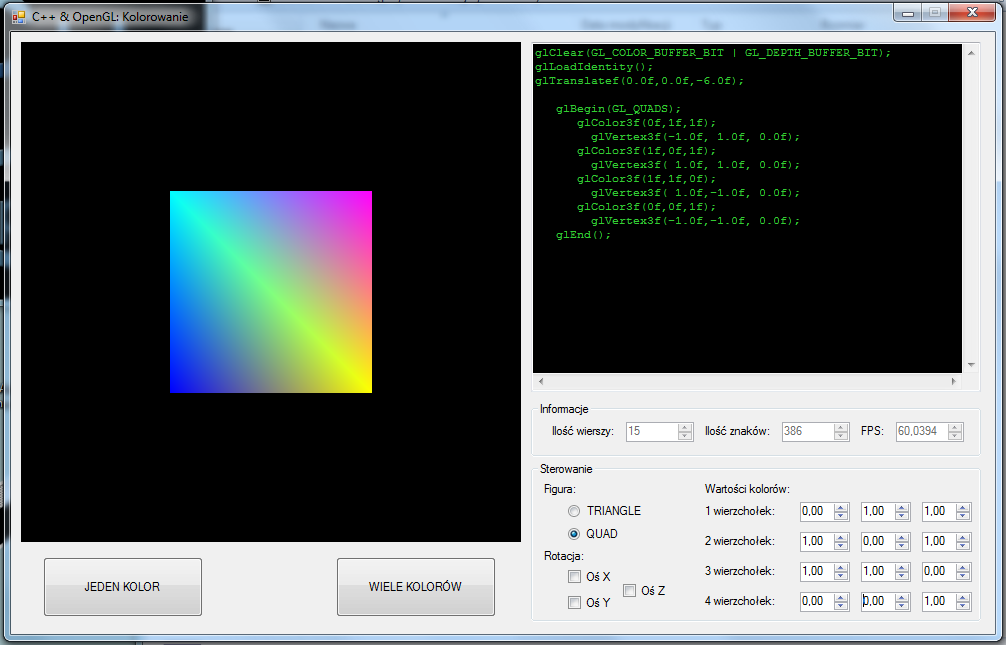 C++ & OpenGL: Kolorowanie
glClear(GL_COLOR_BUFFER_BIT | GL_DEPTH_BUFFER_BIT);
glLoadIdentity();
glTranslatef(0.0f,0.0f,-6.0f);
glBegin(GL_QUADS);
glColor3f(0f,1f,1f);
glVertex3f(-1.0f, 1.0f, 0.0f);
glColor3f(1f,0f,1f);
glVertex3f( 1.0f, 1.0f, 0.0f);
glColor3f(1f,1f,0f);
glVertex3f( 1.0f,-1.0f, 0.0f);
glColor3f(0f,0f,1f);
glVertex3f(-1.0f,-1.0f, 0.0f);
glEnd();
Informacje
Ilość wierszy: 15 Ilość znaków: 386 FPS: 60,0394
Sterowanie
Figura:
TRIANGLE
QUAD
Rotacja:
Oś X
Oś Z
Oś Y
Wartości kolorów:
1 wierzchołek: 0,00 1,00 1,00
2 wierzchołek: 1,00 0,00 1,00
3 wierzchołek: 1,00 1,00 0,00
4 wierzchołek: 0,00 0,00 1,00
JEDEN KOLOR
WIELE KOLORÓW